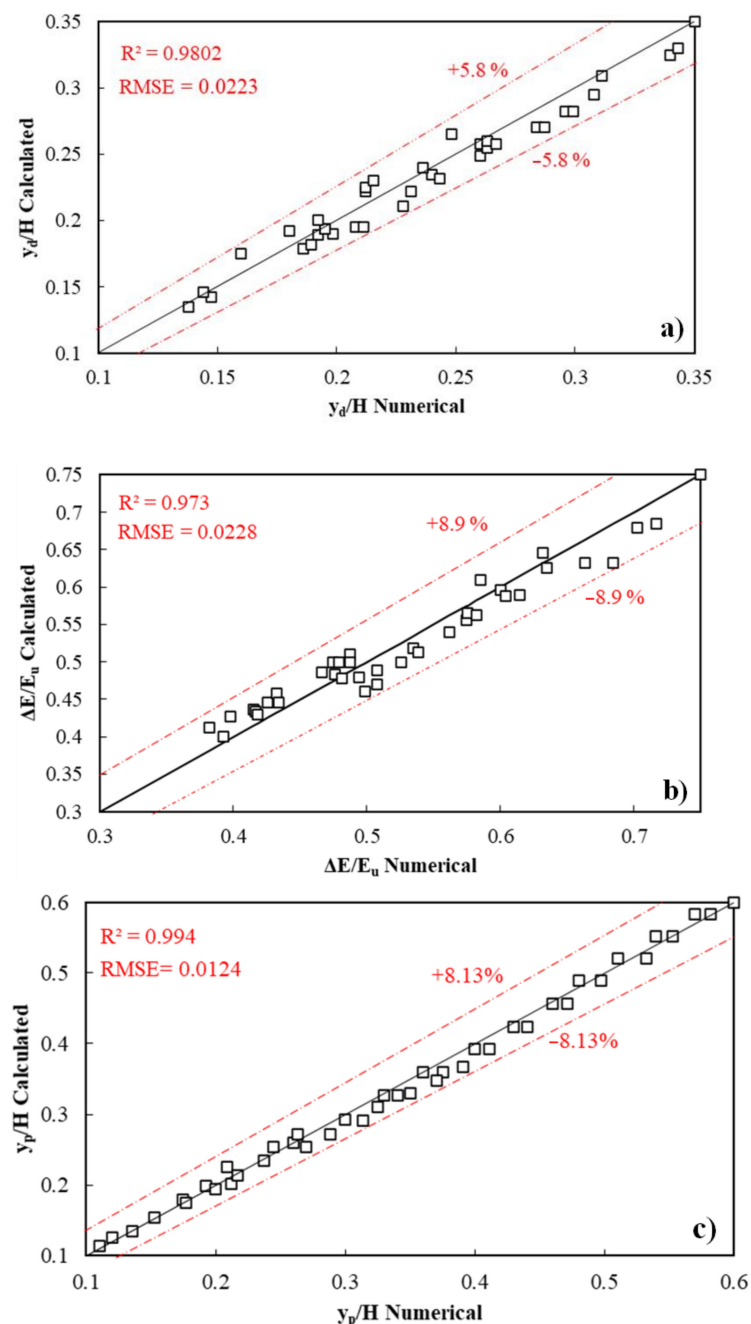 0.35
0.3
0.25
0.2
0.15
0.1
y_d/H Calculated
R² = 0.9802
RMSE = 0.0223
+5.8 %
−5.8 %
a)
0.1 0.15 0.2 0.25 0.3 0.35
y_d/H Numerical
0.75
0.7
0.65
0.6
0.55
0.5
0.45
0.4
0.35
0.3
ΔE/E_u Calculated
R² = 0.973
RMSE = 0.0228
+8.9 %
−8.9 %
b)
0.3 0.4 0.5 0.6 0.7
ΔE/E_u Numerical
0.6
0.5
0.4
0.3
0.2
0.1
y_p/H Calculated
R² = 0.994
RMSE= 0.0124
+8.13%
−8.13%
c)
0.1 0.2 0.3 0.4 0.5 0.6
y_p/H Numerical